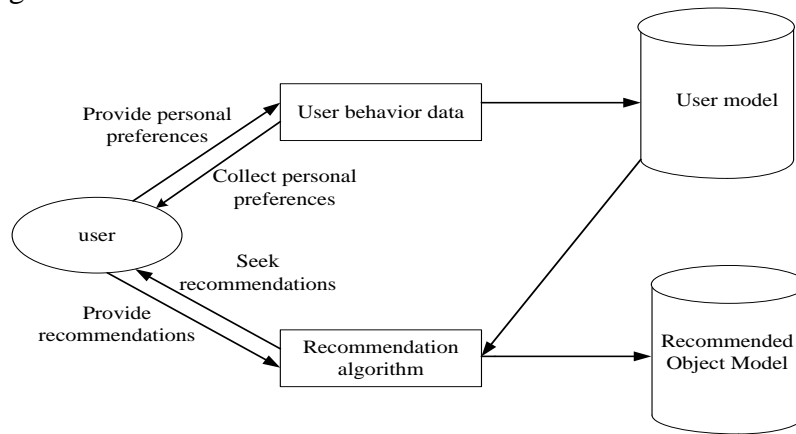 Provide personal
preferences
User behavior data
User model
Collect personal
preferences
user
Seek
recommendations
Provide
recommendations
Recommendation
algorithm
Recommended
Object Model